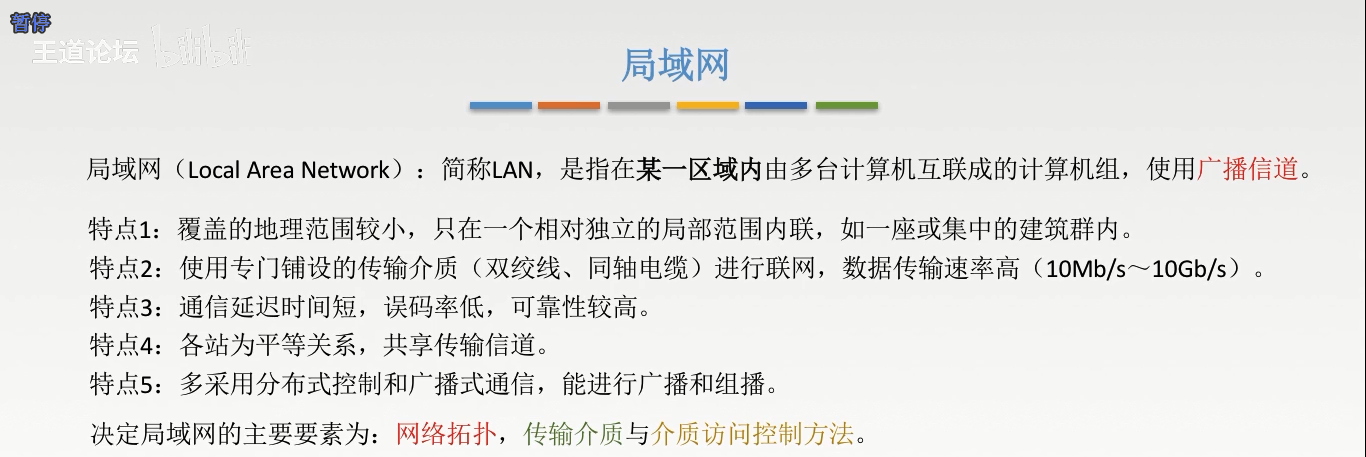 暂停
王道论坛 bilibili
局域网
局域网（Local Area Network）：简称LAN，是指在某一区域内由多台计算机互联成的计算机组，使用广播信道。
特点1：覆盖的地理范围较小，只在一个相对独立的局部范围内联，如一座或集中的建筑群内。
特点2：使用专门铺设的传输介质（双绞线、同轴电缆）进行联网，数据传输速率高（10Mb/s～10Gb/s）。
特点3：通信延迟时间短，误码率低，可靠性较高。
特点4：各站为平等关系，共享传输信道。
特点5：多采用分布式控制和广播式通信，能进行广播和组播。
决定局域网的主要要素为：网络拓扑，传输介质与介质访问控制方法。